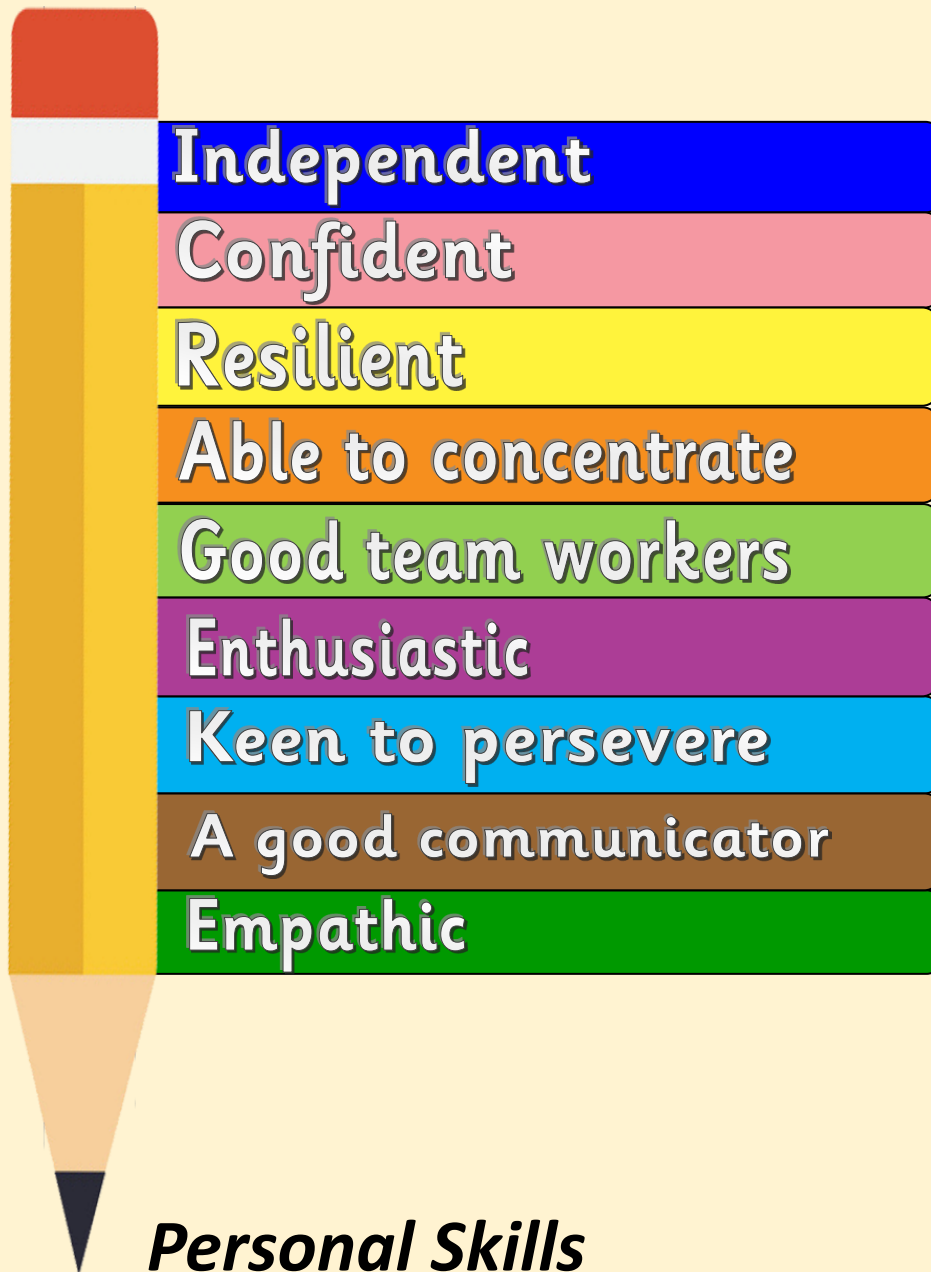 Independent
Confident
Resilient
Able to concentrate
Good team workers
Enthusiastic
Keen to persevere
A good communicator
Empathic
Personal Skills